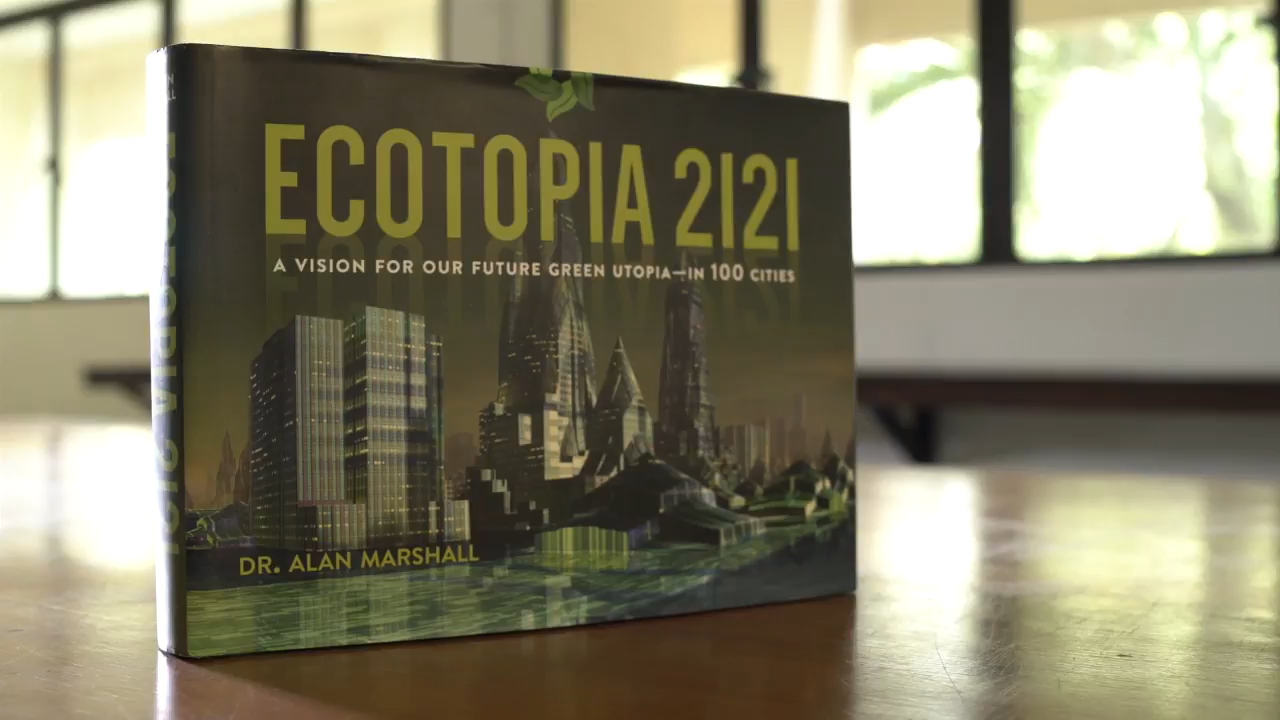 ECOTOPIA 2121
A VISION FOR OUR FUTURE GREEN UTOPIA—IN 100 CITIES
DR. ALAN MARSHALL
ECOTOPIA 2121